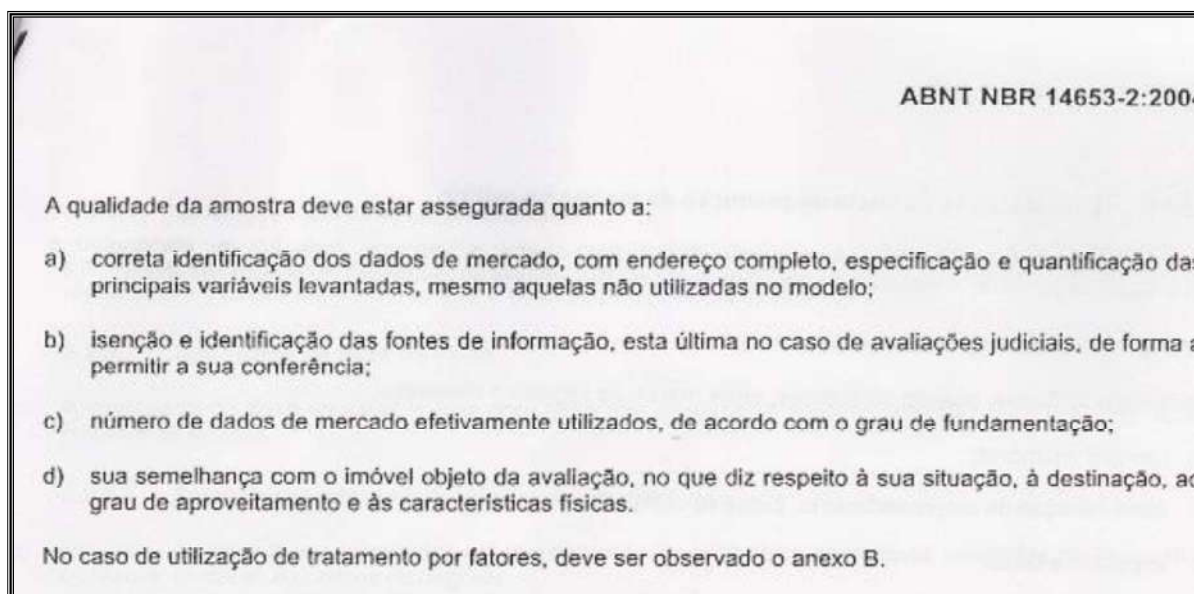 ABNT NBR 14653-2:2004
A qualidade da amostra deve estar assegurada quanto a:
a) correta identificação dos dados de mercado, com endereço completo, especificação e quantificação das
principais variáveis levantadas, mesmo aquelas não utilizadas no modelo;
b) isenção e identificação das fontes de informação, esta última no caso de avaliações judiciais, de forma a
permitir a sua conferência;
c) número de dados de mercado efetivamente utilizados, de acordo com o grau de fundamentação;
d) sua semelhança com o imóvel objeto da avaliação, no que diz respeito à sua situação, à destinação, ao
grau de aproveitamento e às características físicas.
No caso de utilização de tratamento por fatores, deve ser observado o anexo B.